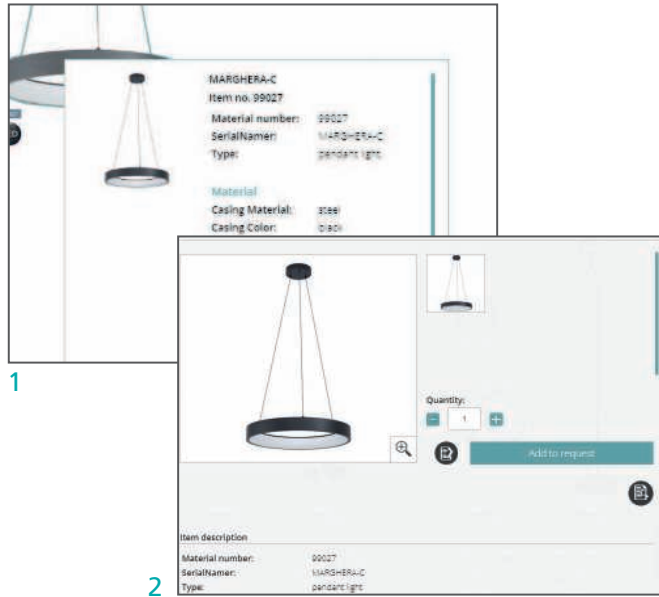 MARGHERA-C
Item no. 99027
Material number: 99027
SerialNamer: MARGHERA-C
Type: pendant light
Material
Casing Material: steel
Casing Color: black
1
Quantity:
1
Add to request
Item description
Material number: 99027
SerialNamer: MARGHERA-C
Type: pendant light
2